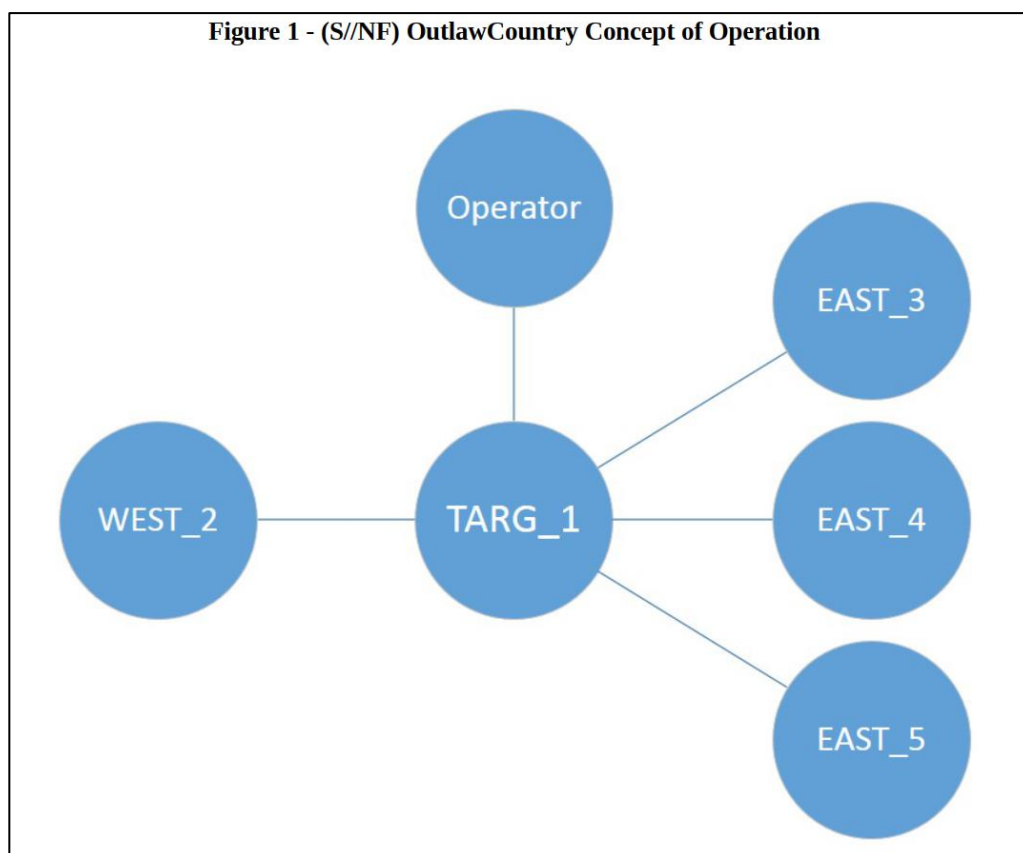 Figure 1 - (S//NF) OutlawCountry Concept of Operation
Operator
EAST_3
WEST_2
TARG_1
EAST_4
EAST_5